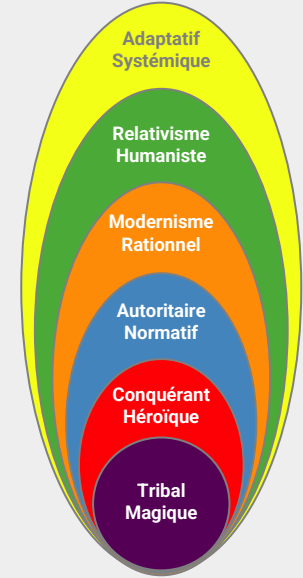 Adaptatif
Systémique
Relativisme
Humaniste
Modernisme
Rationnel
Autoritaire
Normatif
Conquérant
Héroïque
Tribal
Magique